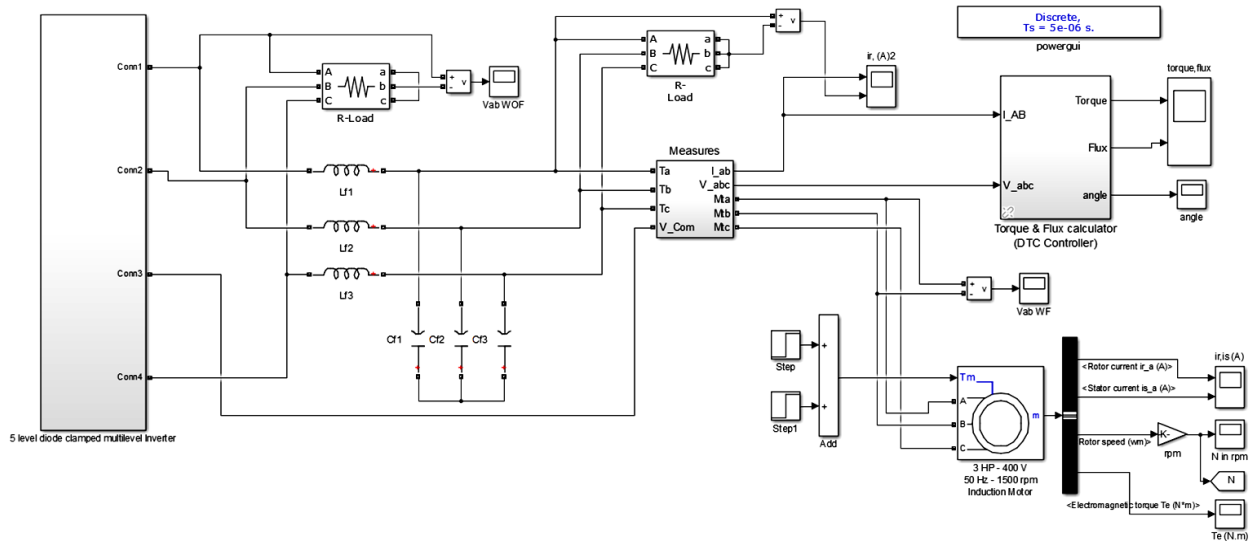 Discrete,
Ts = 5e-06 s.
powergui
Conn1
Conn2
Conn3
Conn4
5 level diode clamped multilevel Inverter
A
B
C
a
b
c
R-Load
+
-
v
Vab WOF
Lf1
Lf2
Lf3
Cf1
Cf2
Cf3
A
B
C
a
b
c
R-
Load
+
-
v
ir, (A)2
Measures
Ta
Tb
Tc
V_Com
I_ab
V_abc
Mta
Mtb
Mtc
I_AB
V_abc
Torque
Flux
angle
Torque & Flux calculator
(DTC Controller)
torque,flux
angle
+
-
v
Vab WF
Step
Step1
+
+
Add
Tm
A
B
C
m
3 HP - 400 V
50 Hz - 1500 rpm
Induction Motor
<Rotor current ir_a (A)>
<Stator current is_a (A)>
Rotor speed (wm)>
<Electromagnetic torque Te (N*m)>
-K-
rpm
ir,is (A)
N in rpm
N
Te (N.m)